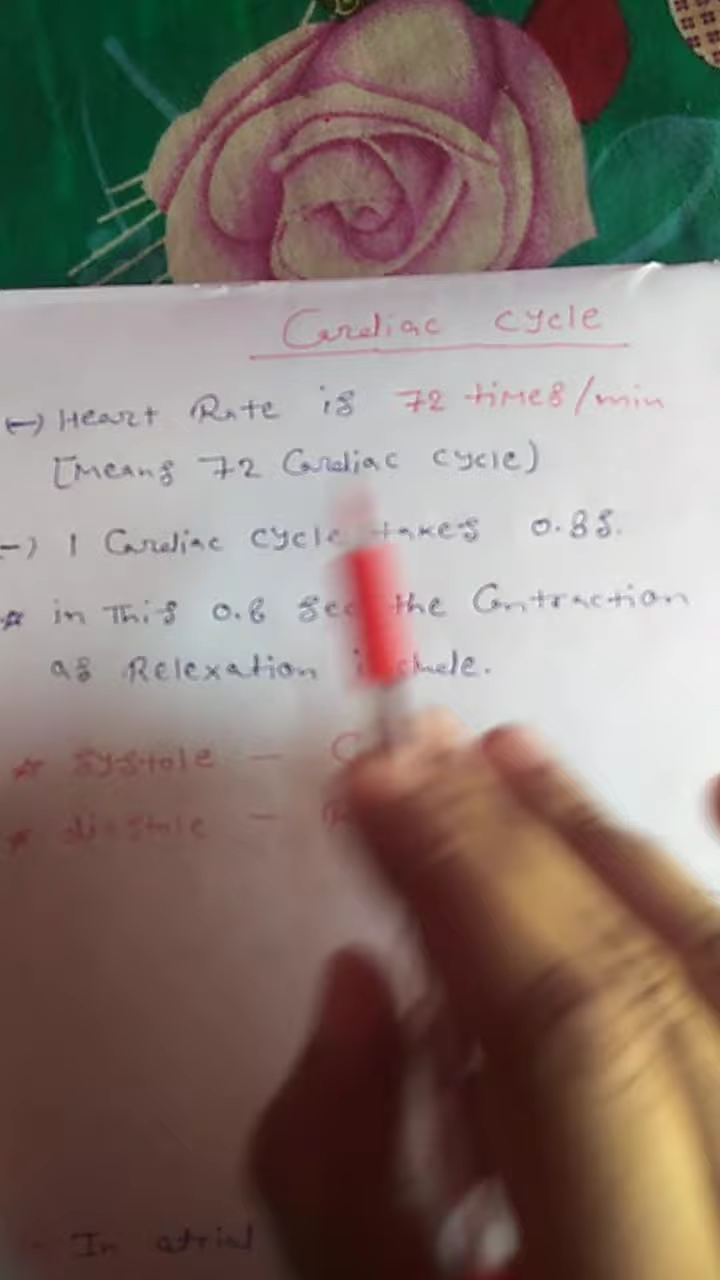 Cardiac cycle
→ Heart Rate is 72 times/min
[Means 72 Cardiac cycle)
→ 1 Cardiac cycle takes 0.8s.
* in This 0.8 sec the Contraction
as Relexation include.
* systole -
* diastole -
- In atrial